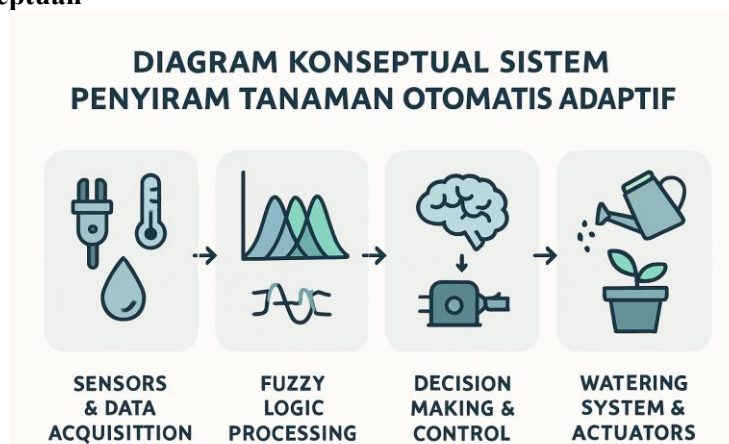 DIAGRAM KONSEPTUAL SISTEM
PENYIRAM TANAMAN OTOMATIS ADAPTIF
SENSORS
& DATA
ACQUISITTION
FUZZY
LOGIC
PROCESSING
DECISION
MAKING &
CONTROL
WATERING
SYSTEM &
ACTUATORS